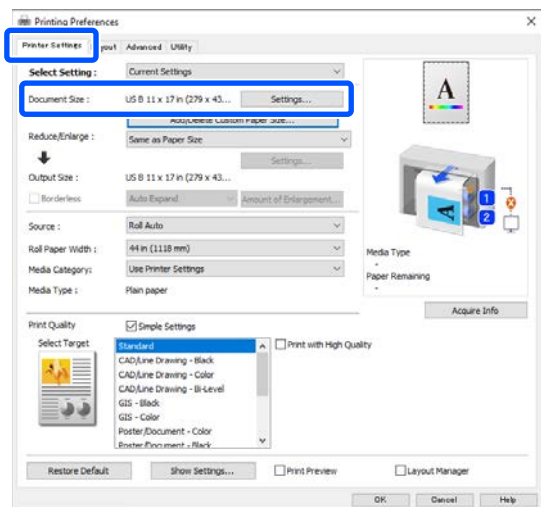 Printing Preferences
Printer Settings yout Advanced Utility
Select Setting : Current Settings
Document Size : US B 11 x 17 in (279 x 43... Settings...
Add/Delete Custom Paper Size...
Reduce/Enlarge : Same as Paper Size
Settings...
Output Size : US B 11 x 17 in (279 x 43...
Borderless Auto Expand Amount of Enlargement...
Source : Roll Auto
Roll Paper Width : 44 in (1118 mm)
Media Category: Use Printer Settings
Media Type : Plain paper
A
A
1
2
Media Type
-
Paper Remaining
-
Acquire Info
Print Quality Simple Settings
Select Target
Standard Print with High Quality
CAD/Line Drawing - Black
CAD/Line Drawing - Color
CAD/Line Drawing - Bi-Level
GIS - Black
GIS - Color
Poster/Document - Color
Poster/Document - Black
Restore Default Show Settings... Print Preview Layout Manager
OK Cancel Help